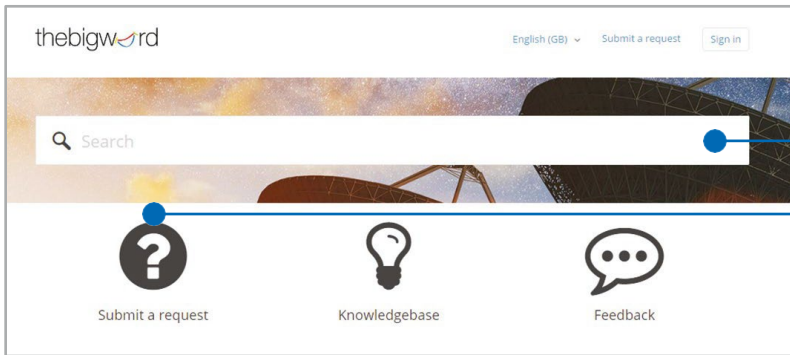 thebigword
English (GB) Submit a request Sign in
Search
Submit a request Knowledgebase Feedback